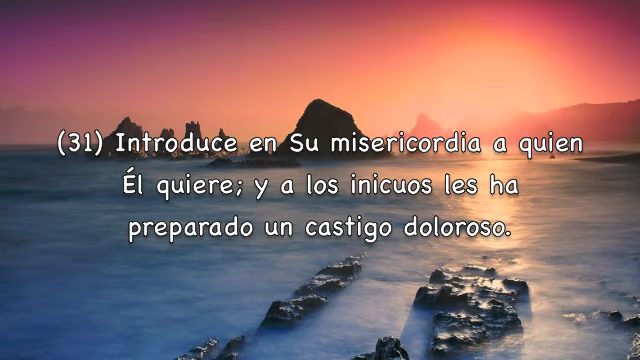 (31) Introduce en Su misericordia a quien
Él quiere; y a los inicuos les ha
preparado un castigo doloroso.